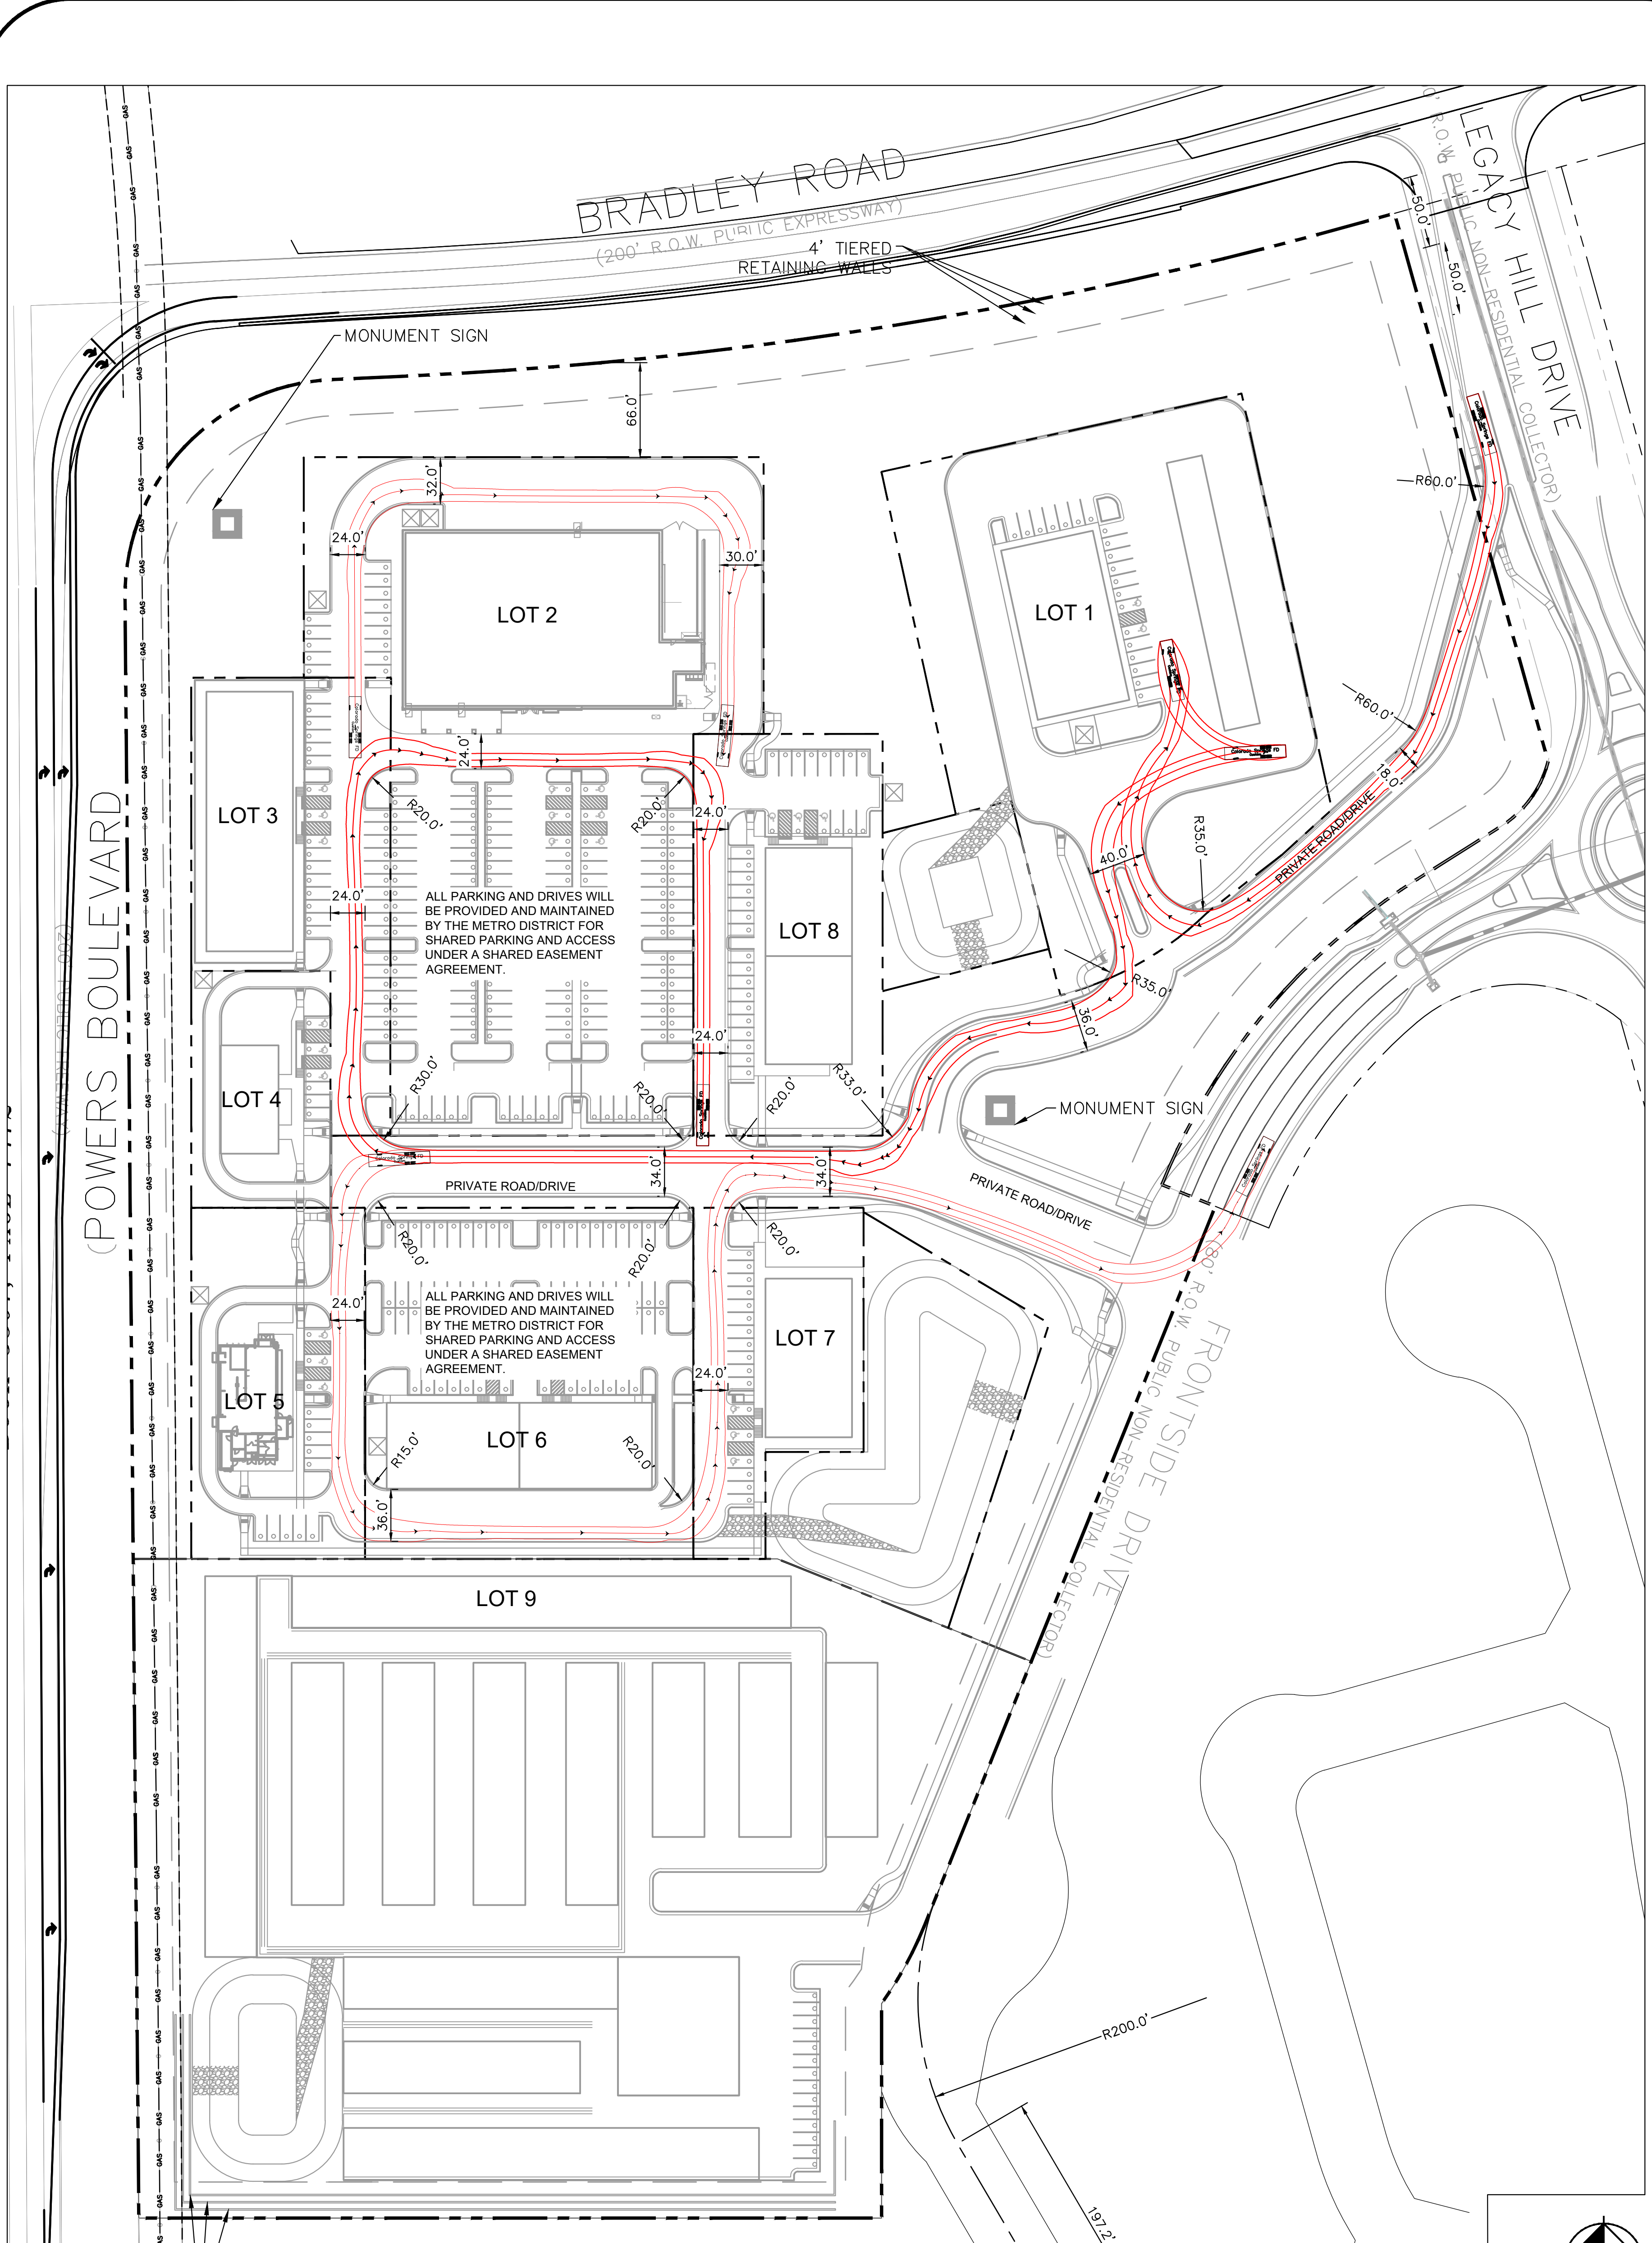 BRADLEY ROAD
(200' R.O.W. PUBLIC EXPRESSWAY)
4' TIERED
RETAINING WALLS
LEGACY HILL DRIVE
R.O.W. PUBLIC NON-RESIDENTIAL COLLECTOR)
50.0'
50.0'
MONUMENT SIGN
66.0'
32.0'
24.0'
30.0'
LOT 2
LOT 1
R60.0'
R60.0'
18.0'
PRIVATE ROAD/DRIVE
R35.0'
40.0'
R35.0'
36.0'
24.0'
R20.0'
R20.0'
24.0'
LOT 3
24.0'
ALL PARKING AND DRIVES WILL
BE PROVIDED AND MAINTAINED
BY THE METRO DISTRICT FOR
SHARED PARKING AND ACCESS
UNDER A SHARED EASEMENT
AGREEMENT.
LOT 8
24.0'
LOT 4
R30.0'
R20.0'
R20.0'
R33.0'
MONUMENT SIGN
Colorado Springs FD
34.0'
34.0'
PRIVATE ROAD/DRIVE
PRIVATE ROAD/DRIVE
(POWERS BOULEVARD
R20.0'
R20.0'
R20.0'
24.0'
ALL PARKING AND DRIVES WILL
BE PROVIDED AND MAINTAINED
BY THE METRO DISTRICT FOR
SHARED PARKING AND ACCESS
UNDER A SHARED EASEMENT
AGREEMENT.
LOT 7
24.0'
LOT 5
LOT 6
R15.0'
R20.0'
36.0'
FRONTSIDE DRIVE
(80' R.O.W. PUBLIC NON-RESIDENTIAL COLLECTOR)
LOT 9
R200.0'
197.2'
GAS